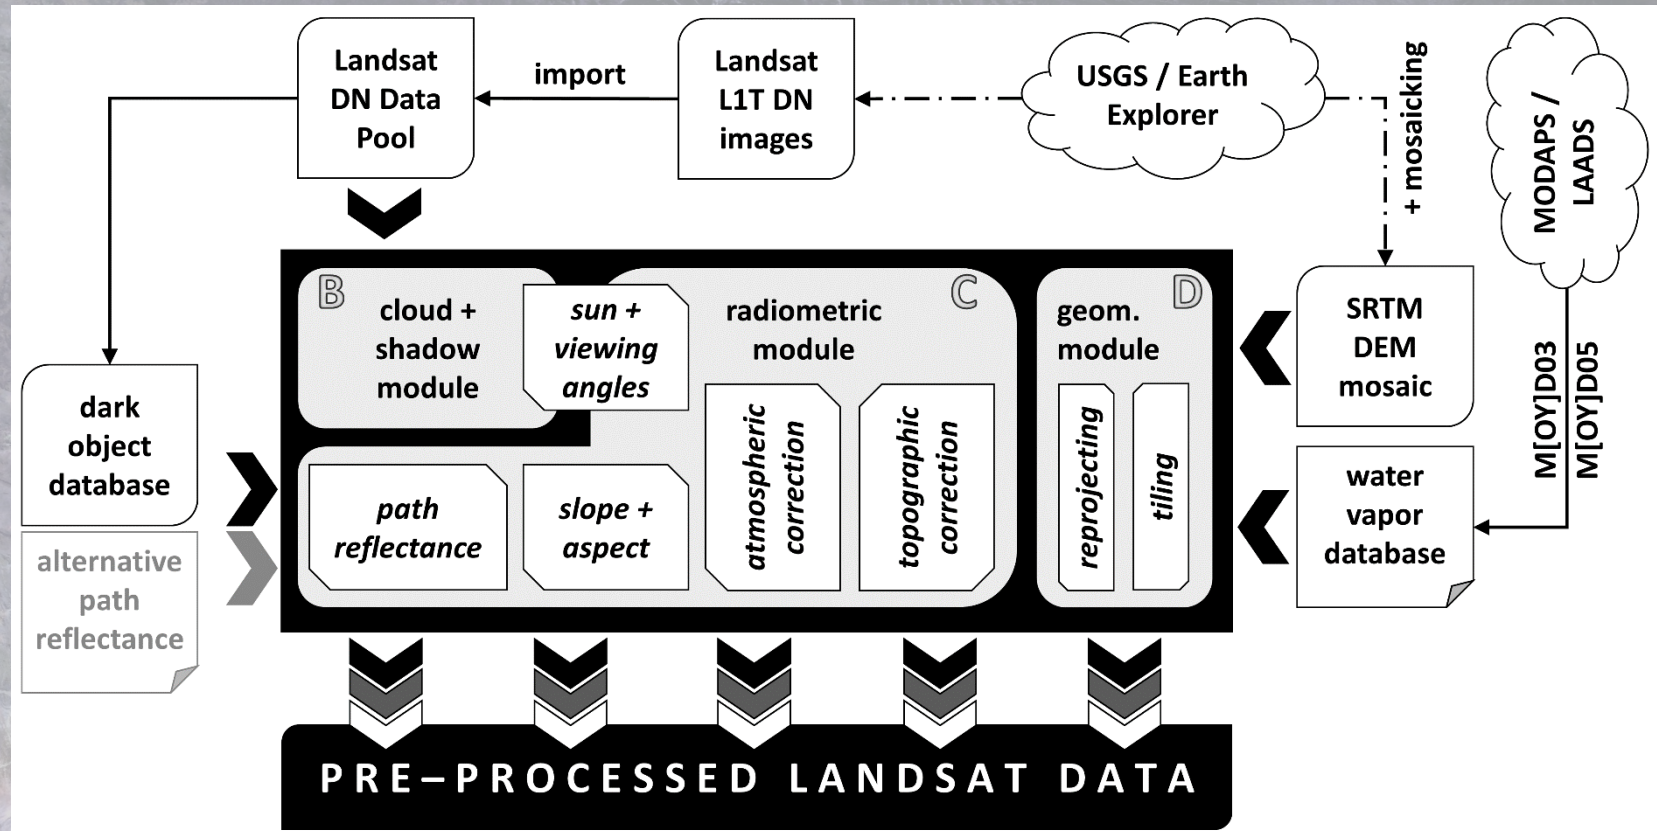 Landsat
DN Data
Pool
import
Landsat
L1T DN
images
USGS / Earth
Explorer
+ mosaicking
MODAPS /
LAADS
B
cloud +
shadow
module
sun +
viewing
angles
radiometric
module
C
geom.
module
D
SRTM
DEM
mosaic
M[OY]D03
M[OY]D05
dark
object
database
alternative
path
reflectance
path
reflectance
slope +
aspect
atmospheric
correction
topographic
correction
reprojecting
tiling
water
vapor
database
PRE–PROCESSED LANDSAT DATA